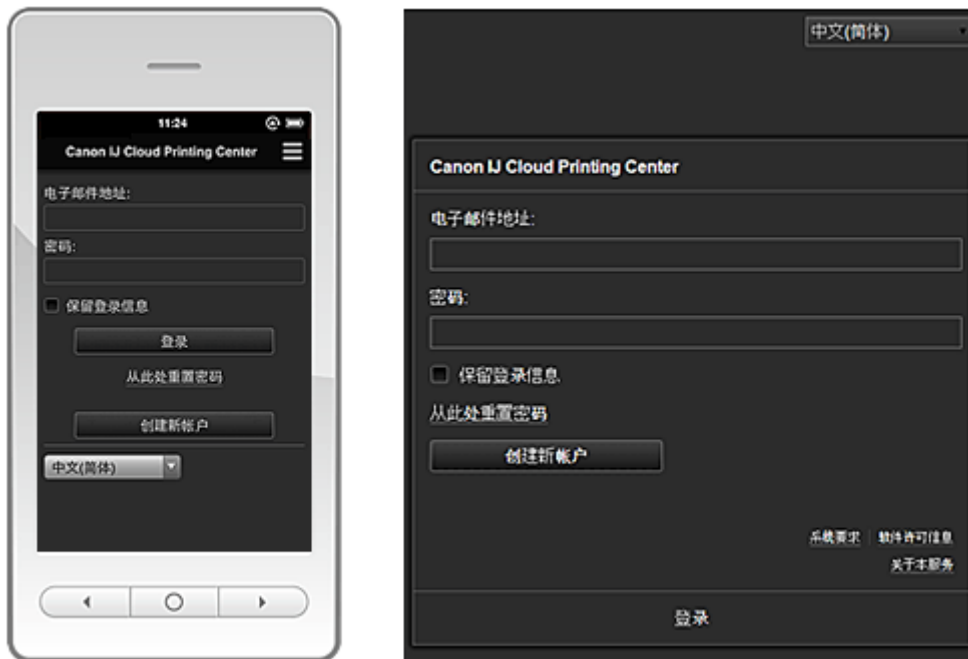 11:24
Canon IJ Cloud Printing Center
电子邮件地址:
密码:
保留登录信息
登录
从此处重置密码
创建新帐户
中文(简体)
中文(简体)
Canon IJ Cloud Printing Center
电子邮件地址:
密码:
保留登录信息
从此处重置密码
创建新帐户
系统要求 软件许可信息
关于本服务
登录